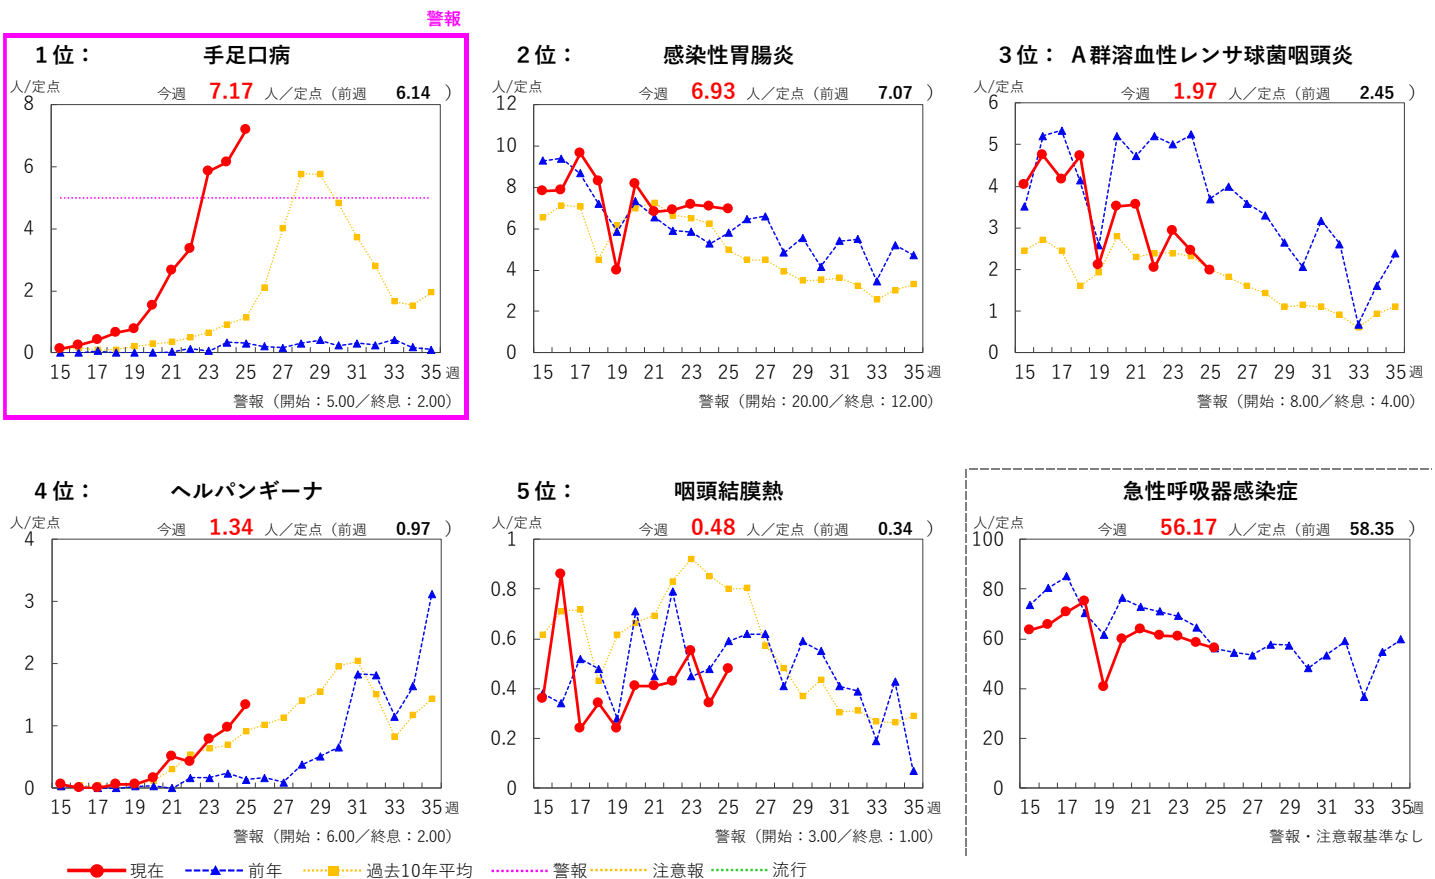 警報
1位： 手足口病
人/定点 今週 7.17 人／定点（前週 6.14 ）
8
6
4
2
0
15 17 19 21 23 25 27 29 31 33 35 週
警報（開始：5.00／終息：2.00）
2位： 感染性胃腸炎
人/定点 今週 6.93 人／定点（前週 7.07 ）
12
10
8
6
4
2
0
15 17 19 21 23 25 27 29 31 33 35 週
警報（開始：20.00／終息：12.00）
3位： A群溶血性レンサ球菌咽頭炎
人/定点 今週 1.97 人／定点（前週 2.45 ）
6
5
4
3
2
1
0
15 17 19 21 23 25 27 29 31 33 35 週
警報（開始：8.00／終息：4.00）
4位： ヘルパンギーナ
人/定点 今週 1.34 人／定点（前週 0.97 ）
4
3
2
1
0
15 17 19 21 23 25 27 29 31 33 35 週
警報（開始：6.00／終息：2.00）
5位： 咽頭結膜熱
人/定点 今週 0.48 人／定点（前週 0.34 ）
1
0.8
0.6
0.4
0.2
0
15 17 19 21 23 25 27 29 31 33 35 週
警報（開始：3.00／終息：1.00）
急性呼吸器感染症
人/定点 今週 56.17 人／定点（前週 58.35 ）
100
80
60
40
20
0
15 17 19 21 23 25 27 29 31 33 35 週
警報・注意報基準なし
現在 前年 過去10年平均 警報 注意報 流行